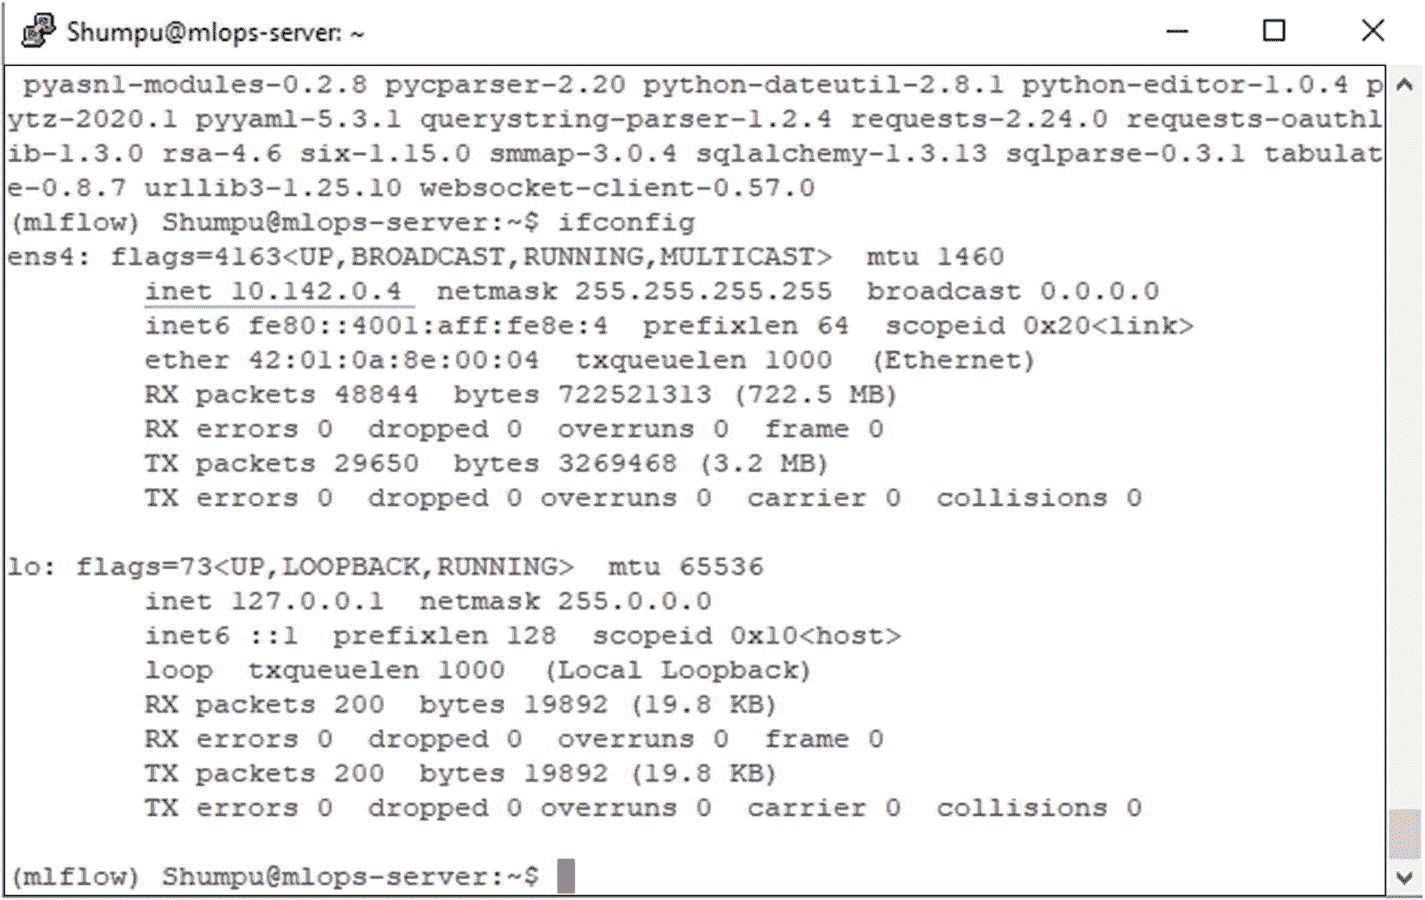 Shumpu@mlops-server: ~
pyasn1-modules-0.2.8 pycparser-2.20 python-dateutil-2.8.1 python-editor-1.0.4 p
ytz-2020.1 pyyaml-5.3.1 querystring-parser-1.2.4 requests-2.24.0 requests-oauthl
ib-1.3.0 rsa-4.6 six-1.15.0 smmap-3.0.4 sqlalchemy-1.3.13 sqlparse-0.3.1 tabulat
e-0.8.7 urllib3-1.25.10 websocket-client-0.57.0
(mlflow) Shumpu@mlops-server:~$ ifconfig
ens4: flags=4163<UP,BROADCAST,RUNNING,MULTICAST>  mtu 1460
inet 10.142.0.4  netmask 255.255.255.255  broadcast 0.0.0.0
inet6 fe80::4001:aff:fe8e:4  prefixlen 64  scopeid 0x20<link>
ether 42:01:0a:8e:00:04  txqueuelen 1000  (Ethernet)
RX packets 48844  bytes 722521313 (722.5 MB)
RX errors 0  dropped 0  overruns 0  frame 0
TX packets 29650  bytes 3269468 (3.2 MB)
TX errors 0  dropped 0 overruns 0  carrier 0  collisions 0
lo: flags=73<UP,LOOPBACK,RUNNING>  mtu 65536
inet 127.0.0.1  netmask 255.0.0.0
inet6 ::1  prefixlen 128  scopeid 0x10<host>
loop  txqueuelen 1000  (Local Loopback)
RX packets 200  bytes 19892 (19.8 KB)
RX errors 0  dropped 0  overruns 0  frame 0
TX packets 200  bytes 19892 (19.8 KB)
TX errors 0  dropped 0 overruns 0  carrier 0  collisions 0
(mlflow) Shumpu@mlops-server:~$